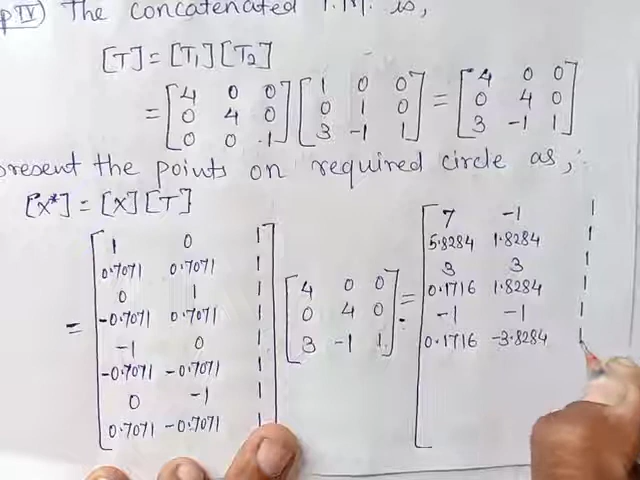 p IV) The concatenated T.M. is,
[T] = [T₁] [T₂]
= [4 0 0 [1 0 0 = [4 0 0
0 4 0 0 1 0 0 4 0
0 0 1] 3 -1 1] 3 -1 1]
present the points on required circle as,
[X*] = [X] [T]
= [1 0 1
0.7071 0.7071 1
0 1 1
-0.7071 0.7071 1
-1 0 1
-0.7071 -0.7071 1
0 -1 1
0.7071 -0.7071 1]
[4 0 0
0 4 0
3 -1 1]
= [7 -1 1
5.8284 1.8284 1
3 3 1
0.1716 1.8284 1
-1 -1 1
0.1716 -3.8284 1